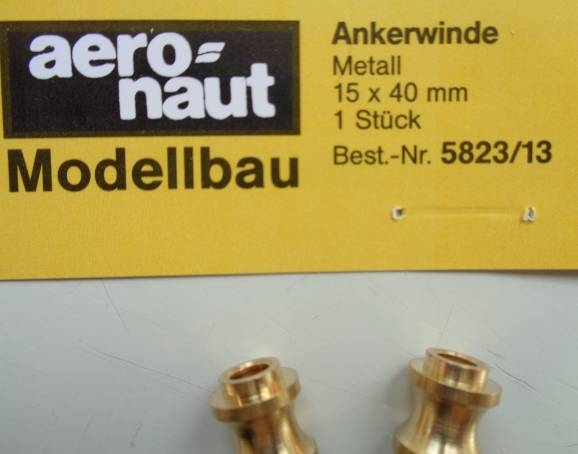 aero-
naut
Modellbau
Ankerwinde
Metall
15 x 40 mm
1 Stück
Best.-Nr. 5823/13